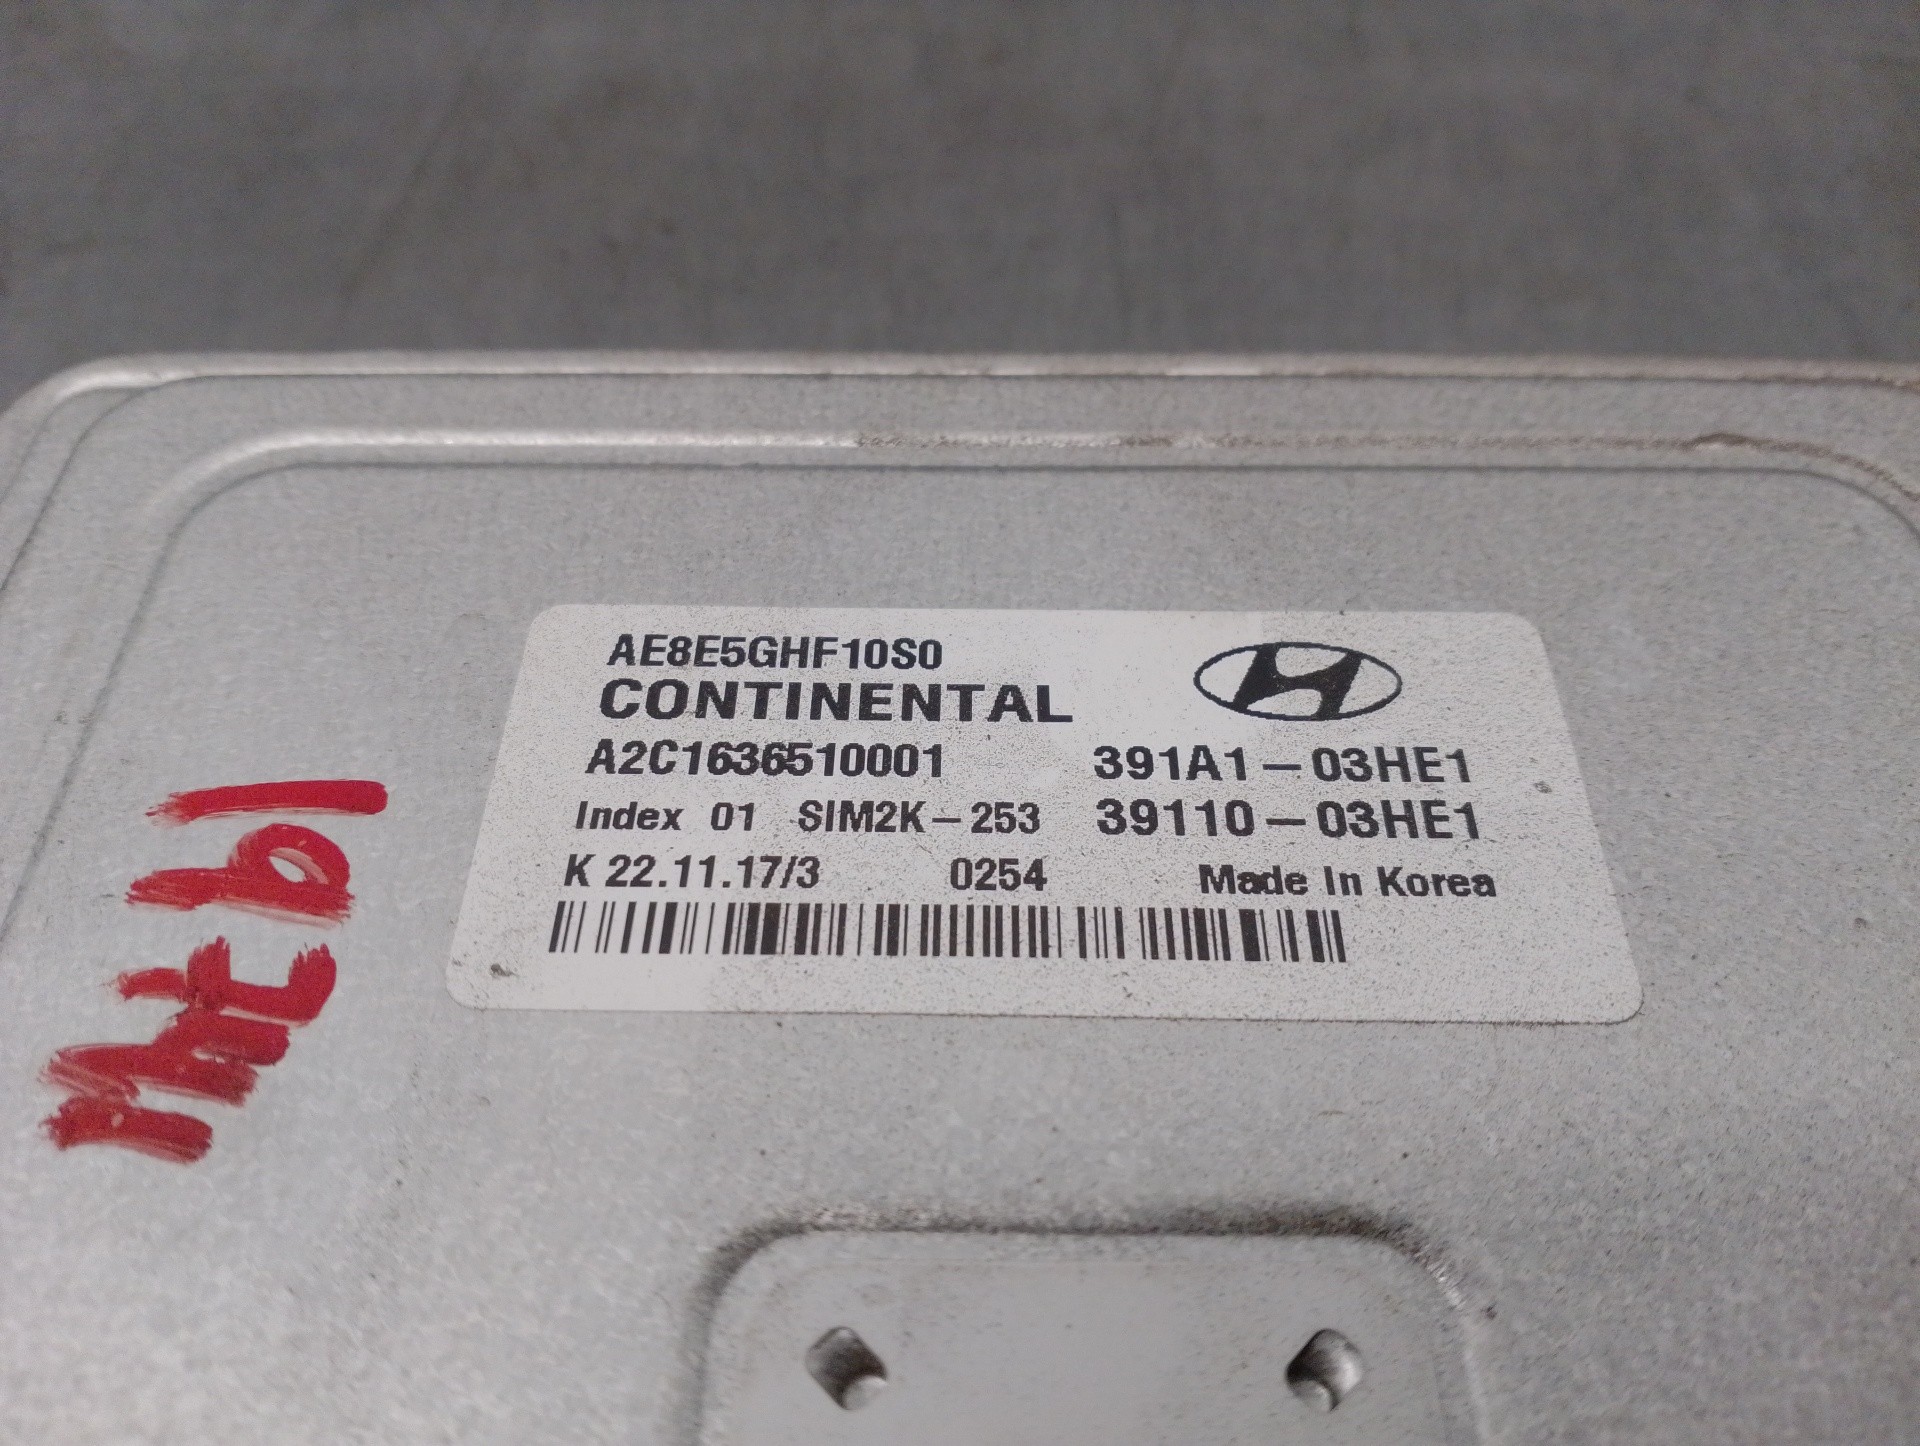 AE8E5GHF10S0
CONTINENTAL
A2C1636510001 391A1-03HE1
Index 01 SIM2K-253 39110-03HE1
K 22.11.17/3 0254 Made In Korea